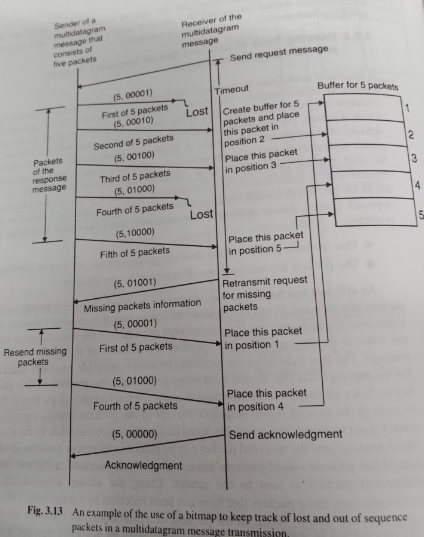 Sender of a
multidatagram
message that
consists of
five packets
Receiver of the
multidatagram
message
Send request message
Timeout
Buffer for 5 packets
(5, 00001)
First of 5 packets
Lost
(5, 00010)
Create buffer for 5
packets and place
this packet in
position 2
1
2
3
4
5
Second of 5 packets
(5, 00100)
Place this packet
in position 3
Packets
of the
response
message
Third of 5 packets
(5, 01000)
Fourth of 5 packets
Lost
(5,10000)
Place this packet
in position 5
Fifth of 5 packets
(5, 01001)
Retransmit request
for missing
packets
Missing packets information
(5, 00001)
Place this packet
in position 1
First of 5 packets
Resend missing
packets
(5, 01000)
Place this packet
in position 4
Fourth of 5 packets
(5, 00000)
Send acknowledgment
Acknowledgment
Fig. 3.13 An example of the use of a bitmap to keep track of lost and out of sequence
packets in a multidatagram message transmission.